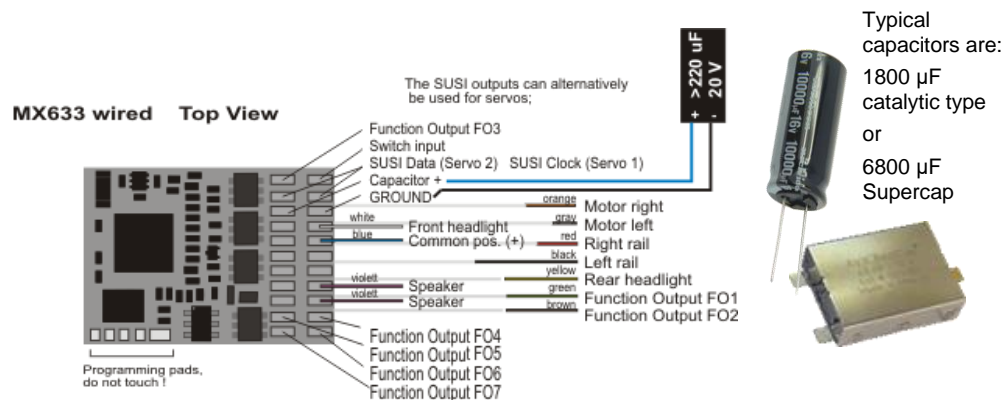 MX633 wired Top View
The SUSI outputs can alternatively
be used for servos;
Function Output FO3
Switch input
SUSI Data (Servo 2) SUSI Clock (Servo 1)
Capacitor +
GROUND
+ >220 uF
- 20 V
orange Motor right
white Front headlight
gray Motor left
blue Common pos. (+)
red Right rail
black Left rail
yellow Rear headlight
violett Speaker
green Function Output FO1
violett Speaker
brown Function Output FO2
Function Output FO4
Function Output FO5
Function Output FO6
Function Output FO7
Programming pads,
do not touch !
6v 10000µF16v 10000µ
Typical
capacitors are:
1800 µF
catalytic type
or
6800 µF
Supercap